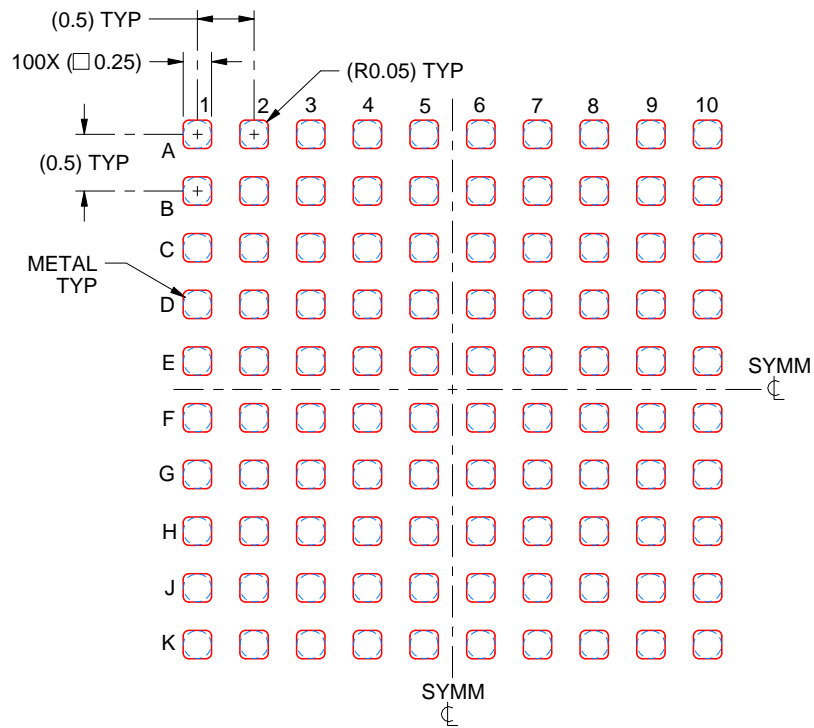 (0.5) TYP
100X (□ 0.25)
(R0.05) TYP
1 2 3 4 5 6 7 8 9 10
A
(0.5) TYP
B
C
METAL
TYP
D
E
SYMM
℄
F
G
H
J
K
SYMM
℄